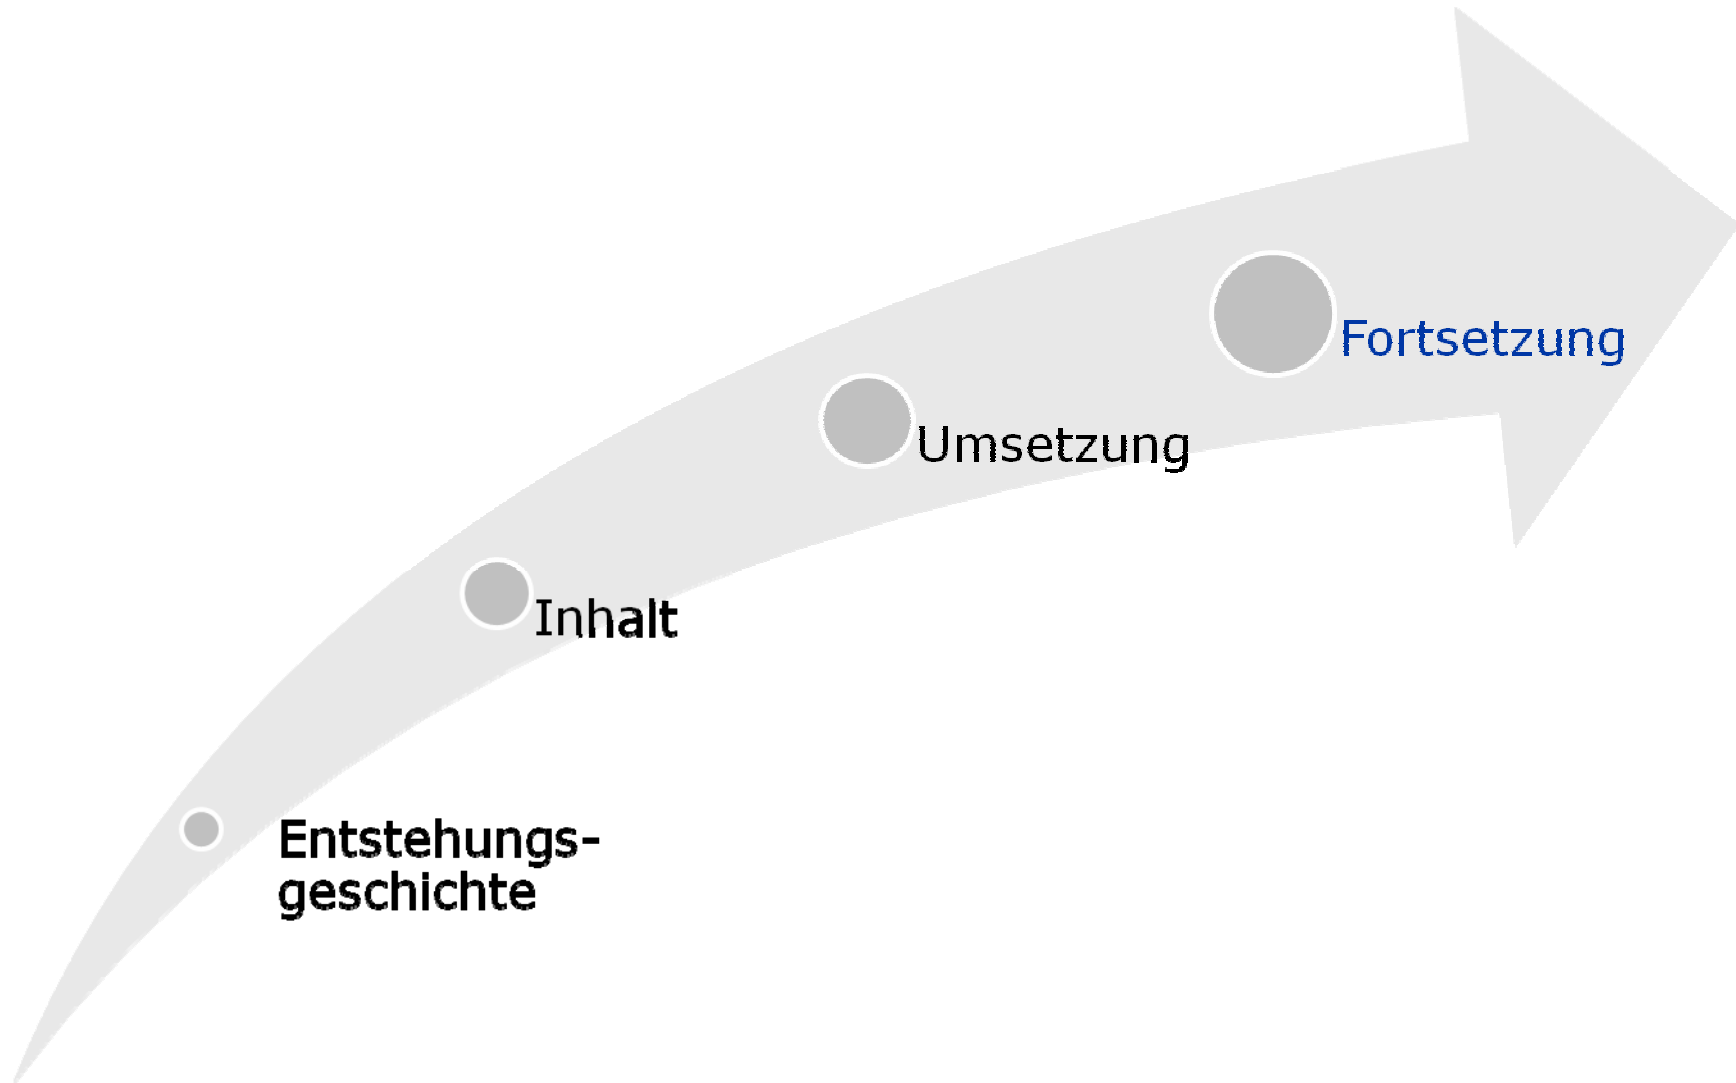 Fortsetzung
Umsetzung
Inhalt
Entstehungs-
geschichte